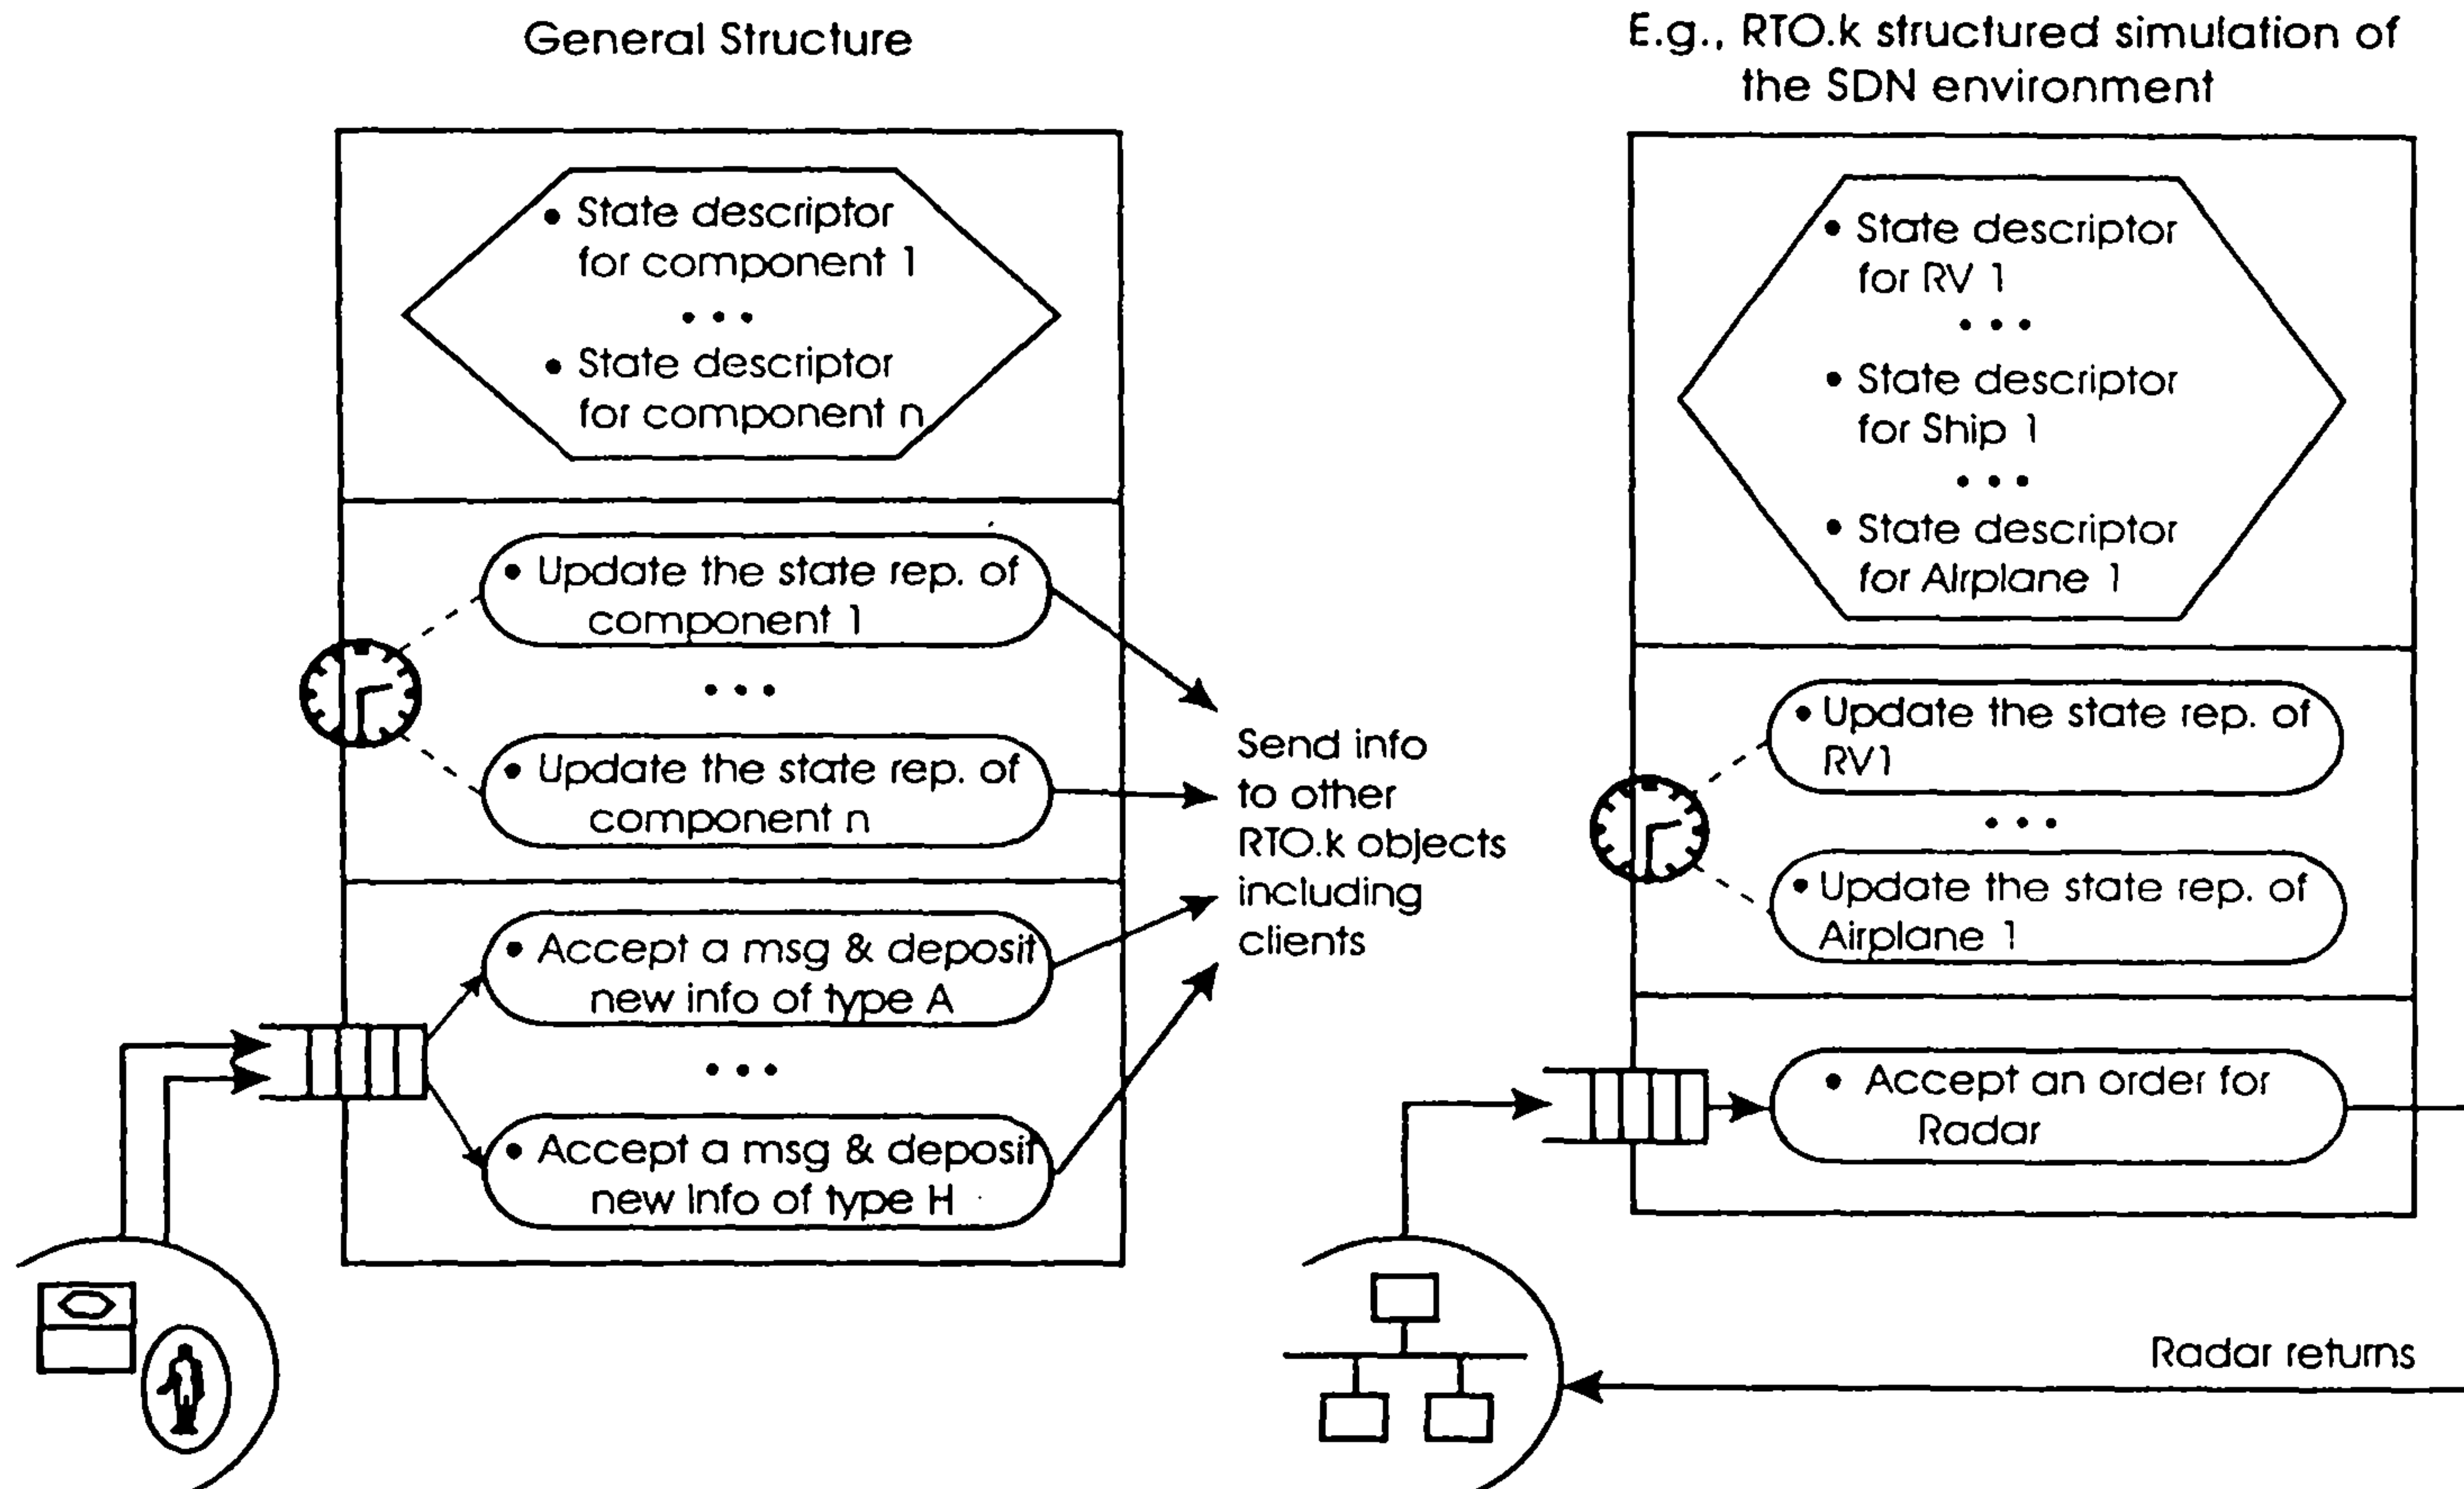 General Structure
• State descriptor
for component 1
• • •
• State descriptor
for component n
• Update the state rep. of
component 1
• • •
• Update the state rep. of
component n
• Accept a msg & deposit
new info of type A
• • •
• Accept a msg & deposit
new info of type H
Send info
to other
RTO.k objects
including
clients
E.g., RTO.k structured simulation of
the SDN environment
• State descriptor
for RV 1
• • •
• State descriptor
for Ship 1
• • •
• State descriptor
for Airplane 1
• Update the state rep. of
RV1
• • •
• Update the state rep. of
Airplane 1
• Accept an order for
Radar
Radar returns